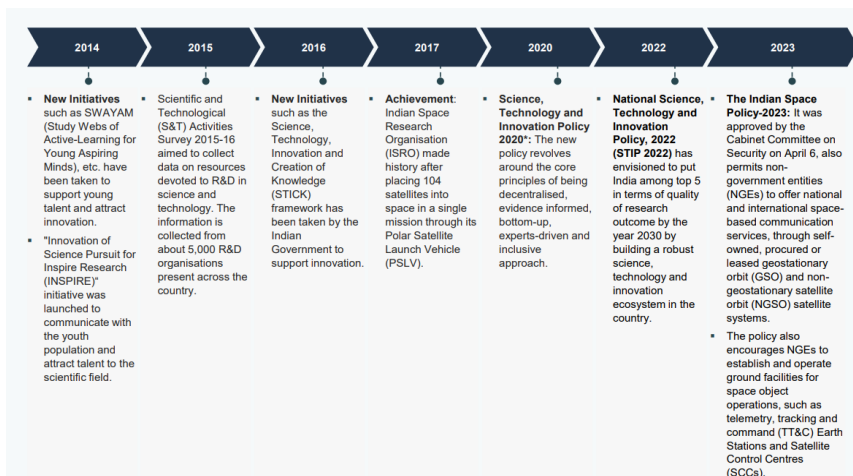 2014
2015
2016
2017
2020
2022
2023
▪ New Initiatives
such as SWAYAM
(Study Webs of
Active-Learning for
Young Aspiring
Minds), etc. have
been taken to
support young
talent and attract
innovation.
▪ "Innovation of
Science Pursuit for
Inspire Research
(INSPIRE)"
initiative was
launched to
communicate with
the youth
population and
attract talent to the
scientific field.
▪ Scientific and
Technological
(S&T) Activities
Survey 2015-16
aimed to collect
data on resources
devoted to R&D in
science and
technology. The
information is
collected from
about 5,000 R&D
organisations
present across the
country.
▪ New Initiatives
such as the
Science,
Technology,
Innovation and
Creation of
Knowledge
(STICK)
framework has
been taken by the
Indian
Government to
support innovation.
▪ Achievement:
Indian Space
Research
Organisation
(ISRO) made
history after
placing 104
satellites into
space in a single
mission through its
Polar Satellite
Launch Vehicle
(PSLV).
▪ Science,
Technology and
Innovation Policy
2020*: The new
policy revolves
around the core
principles of being
decentralised,
evidence informed,
bottom-up,
experts-driven and
inclusive
approach.
▪ National Science,
Technology and
Innovation
Policy, 2022
(STIP 2022) has
envisioned to put
India among top 5
in terms of quality
of research
outcome by the
year 2030 by
building a robust
science,
technology and
innovation
ecosystem in the
country.
▪ The Indian Space
Policy-2023: It was
approved by the
Cabinet Committee on
Security on April 6, also
permits non-
government entities
(NGEs) to offer national
and international space-
based communication
services, through self-
owned, procured or
leased geostationary
orbit (GSO) and non-
geostationary satellite
orbit (NGSO) satellite
systems.
▪ The policy also
encourages NGEs to
establish and operate
ground facilities for
space object
operations, such as
telemetry, tracking and
command (TT&C) Earth
Stations and Satellite
Control Centres
(SCCs).